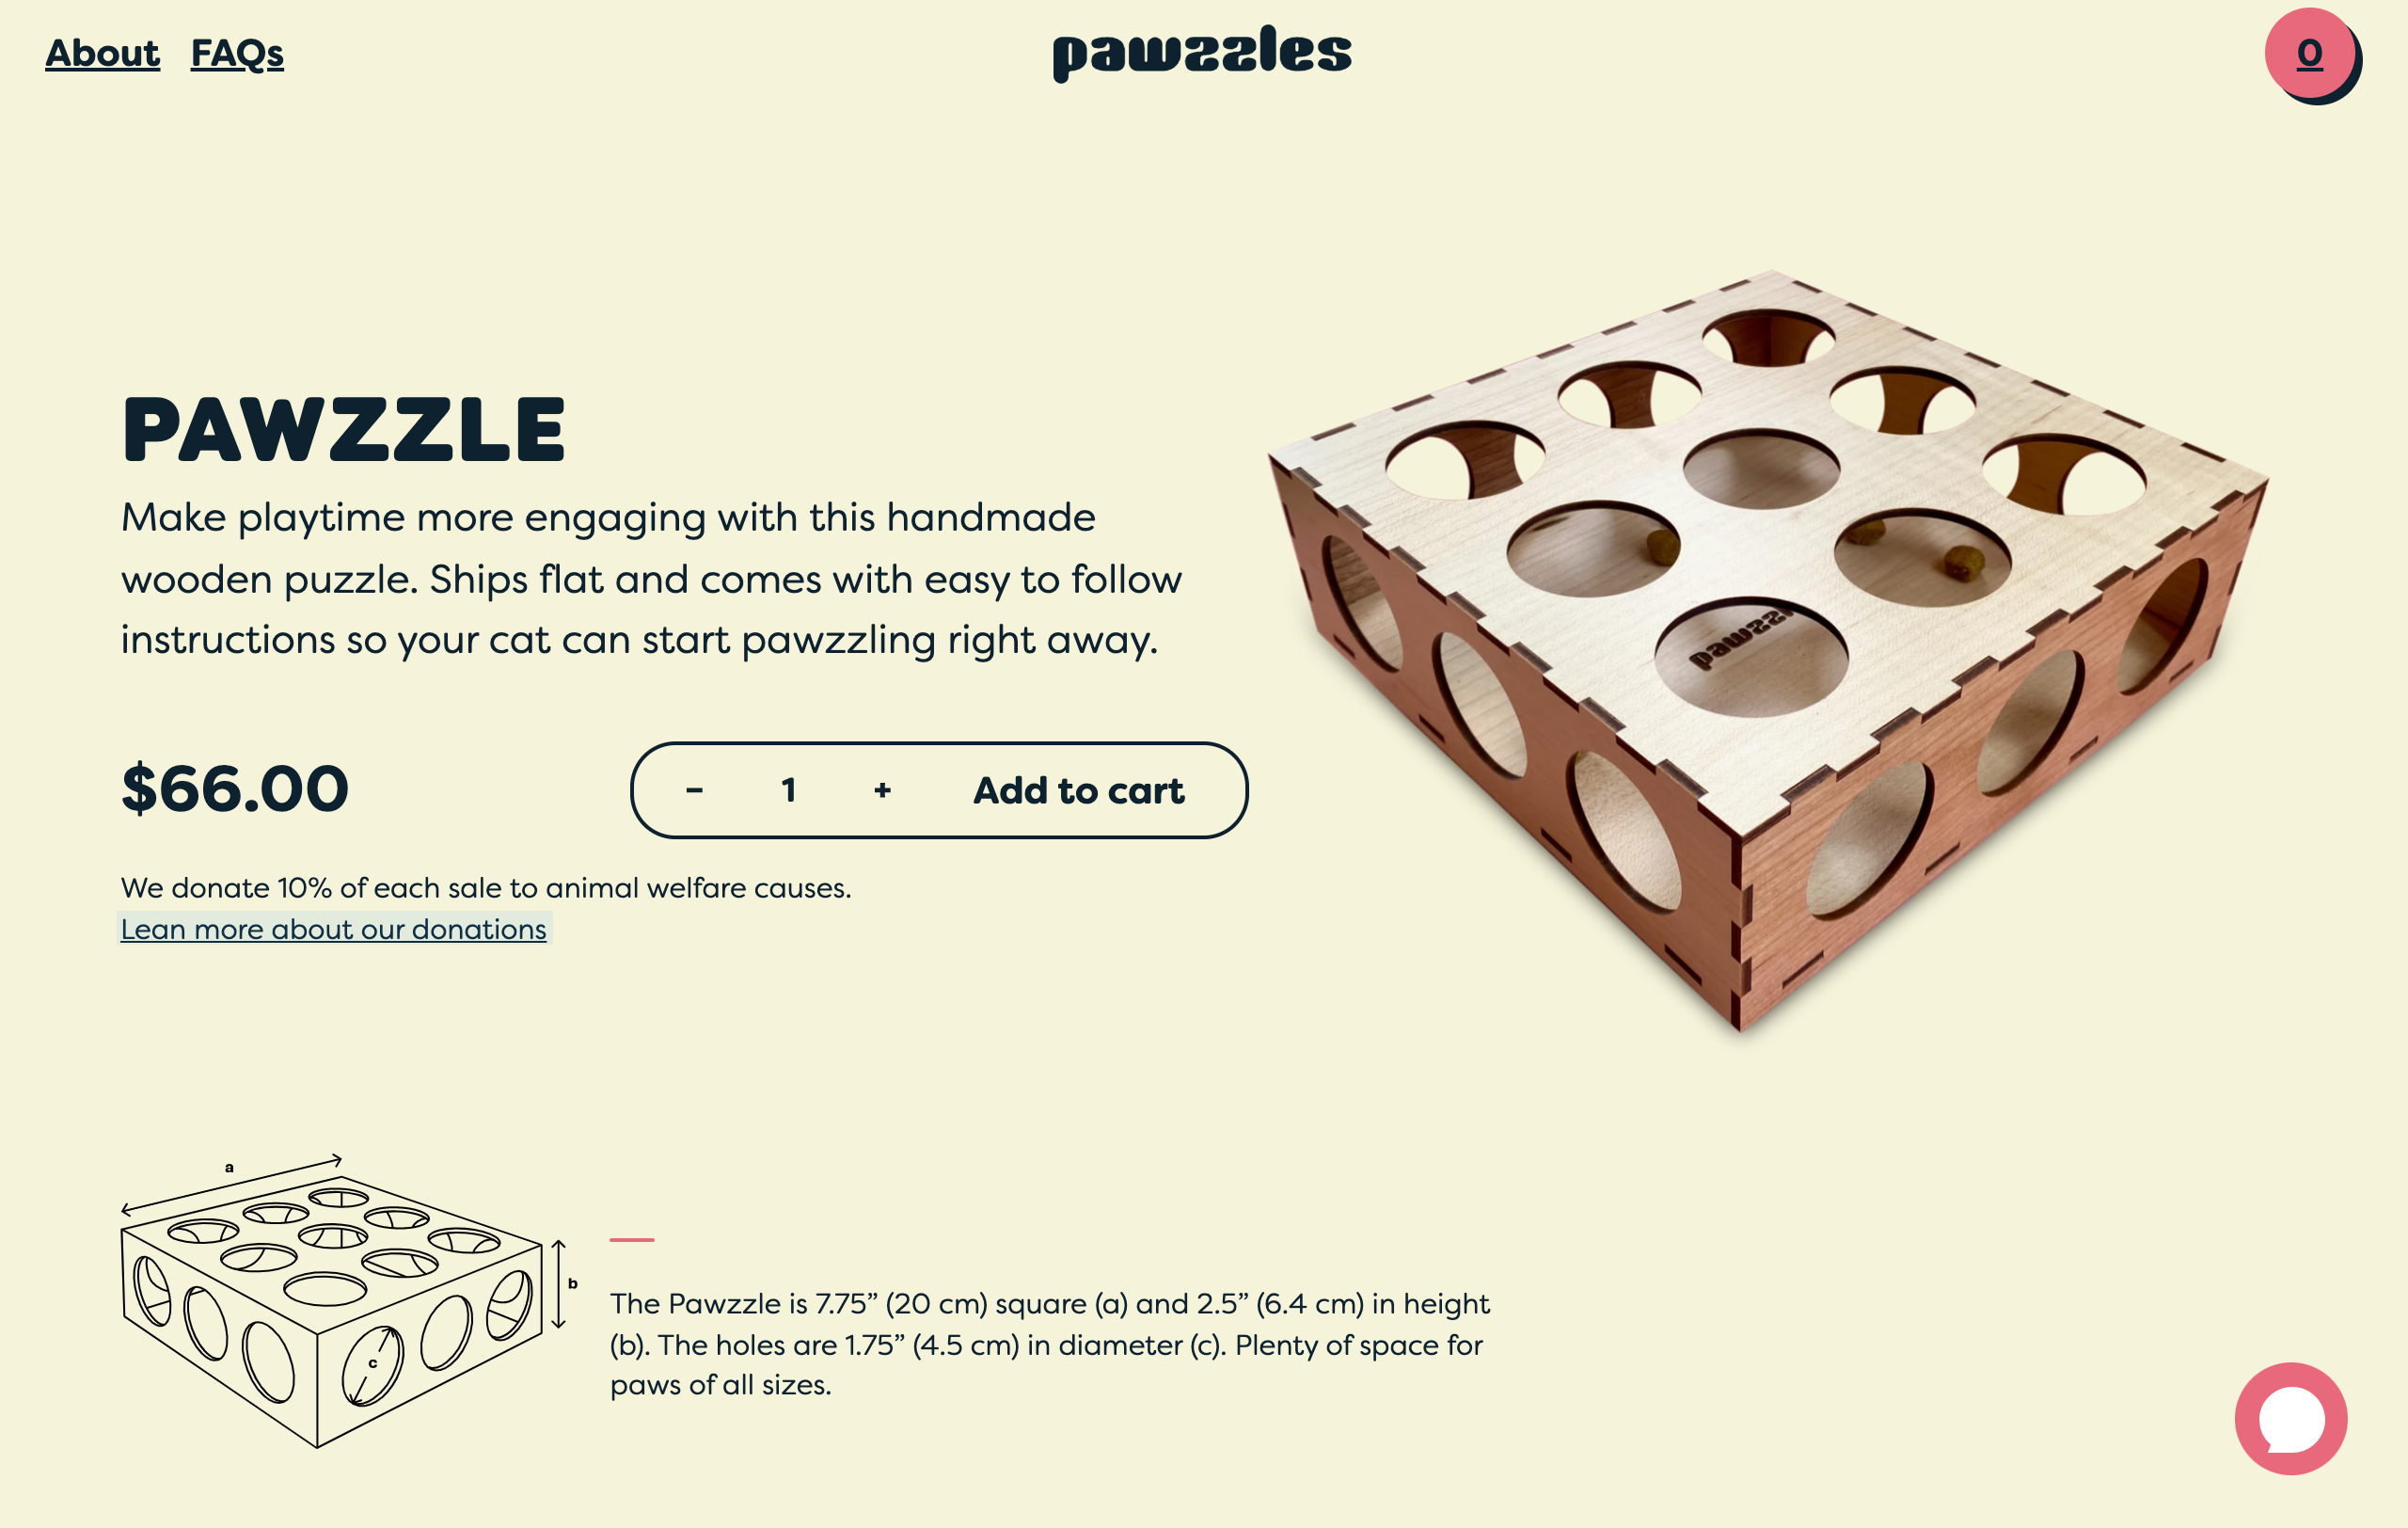 About FAQs
pawzzles
0
PAWZZLE
Make playtime more engaging with this handmade
wooden puzzle. Ships flat and comes with easy to follow
instructions so your cat can start pawzzling right away.
$66.00
− 1 + Add to cart
We donate 10% of each sale to animal welfare causes.
Lean more about our donations
pawzz
a
b
c
The Pawzzle is 7.75” (20 cm) square (a) and 2.5” (6.4 cm) in height
(b). The holes are 1.75” (4.5 cm) in diameter (c). Plenty of space for
paws of all sizes.